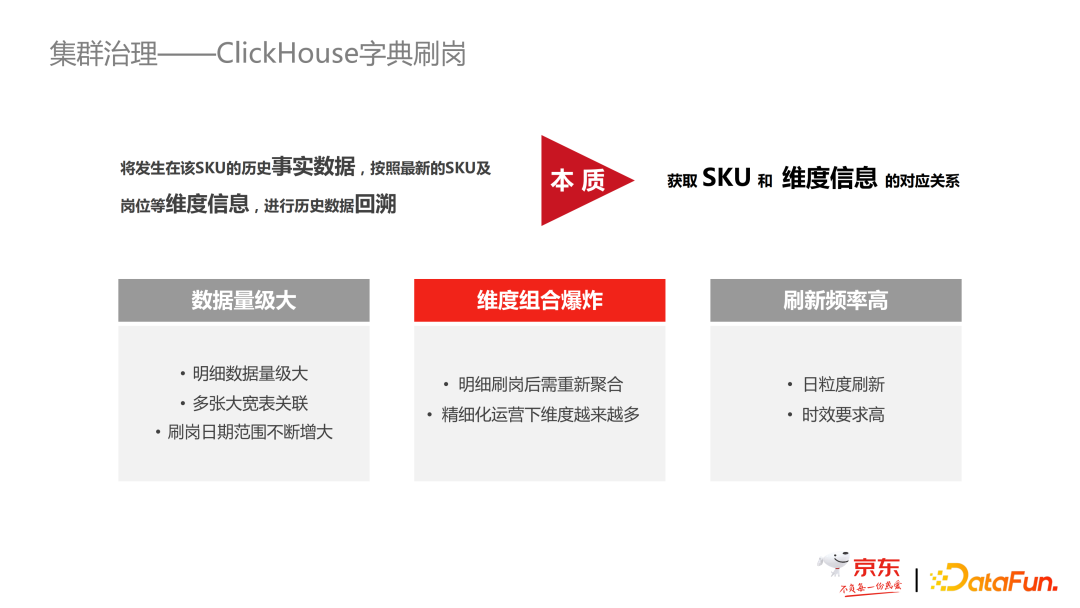 集群治理——ClickHouse字典刷岗
将发生在该SKU的历史事实数据，按照最新的SKU及
岗位等维度信息，进行历史数据回溯
本 质
获取 SKU 和 维度信息 的对应关系
数据量级大
• 明细数据量级大
• 多张大宽表关联
• 刷岗日期范围不断增大
维度组合爆炸
• 明细刷岗后需重新聚合
• 精细化运营下维度越来越多
刷新频率高
• 日粒度刷新
• 时效要求高
京东
不负每一份热爱
DataFun.